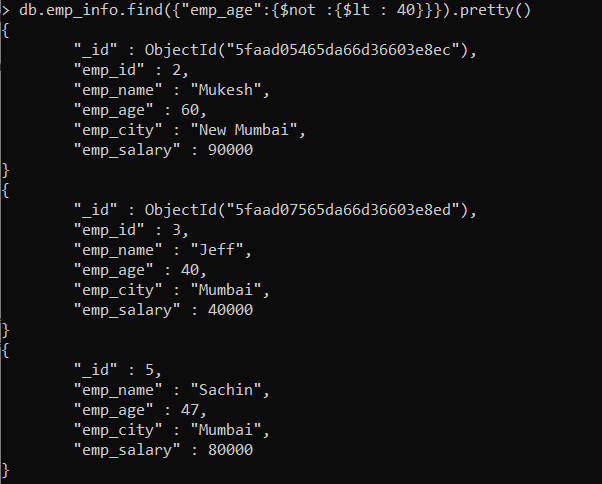 > db.emp_info.find({"emp_age":{$not :{$lt : 40}}}).pretty()
{
"_id" : ObjectId("5faad05465da66d36603e8ec"),
"emp_id" : 2,
"emp_name" : "Mukesh",
"emp_age" : 60,
"emp_city" : "New Mumbai",
"emp_salary" : 90000
}
{
"_id" : ObjectId("5faad07565da66d36603e8ed"),
"emp_id" : 3,
"emp_name" : "Jeff",
"emp_age" : 40,
"emp_city" : "Mumbai",
"emp_salary" : 40000
}
{
"_id" : 5,
"emp_name" : "Sachin",
"emp_age" : 47,
"emp_city" : "Mumbai",
"emp_salary" : 80000
}